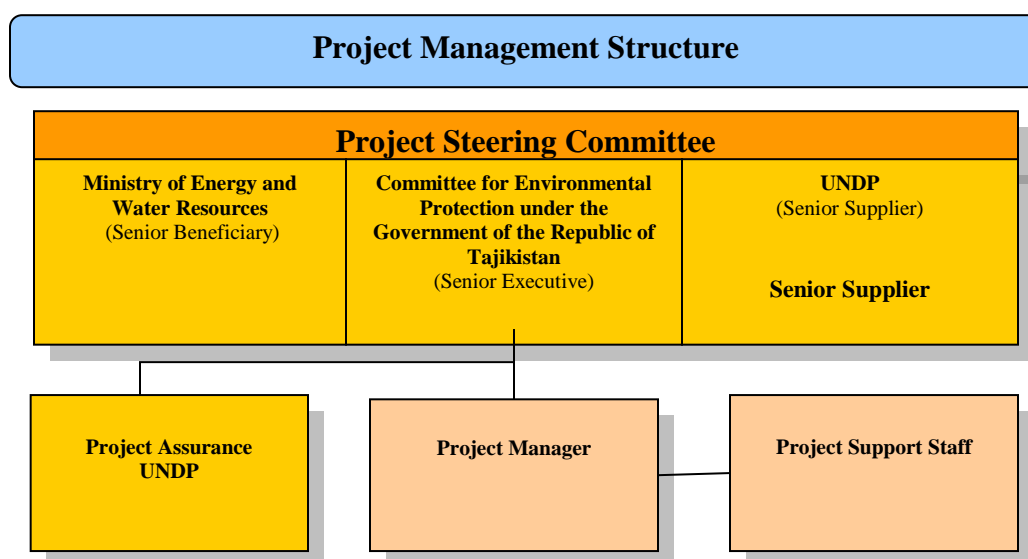 Project Management Structure
Project Steering Committee
Ministry of Energy and
Water Resources
(Senior Beneficiary)
Committee for Environmental
Protection under the
Government of the Republic of
Tajikistan
(Senior Executive)
UNDP
(Senior Supplier)
Senior Supplier
Project Assurance
UNDP
Project Manager
Project Support Staff